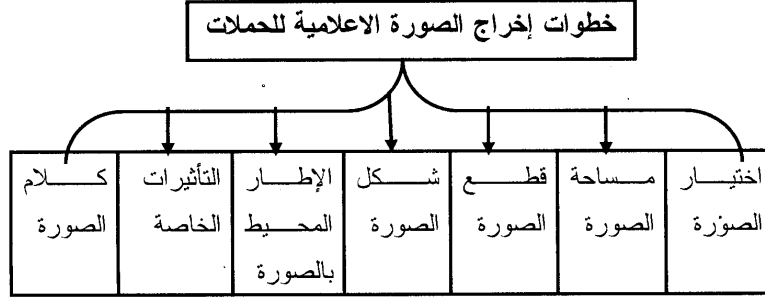 خطوات إخراج الصورة الاعلامية للحملات
اختيار
الصورة
مساحة
الصورة
قطع
الصورة
شكل
الصورة
الإطار
المحيط
بالصورة
التأثيرات
الخاصة
كلام
الصورة